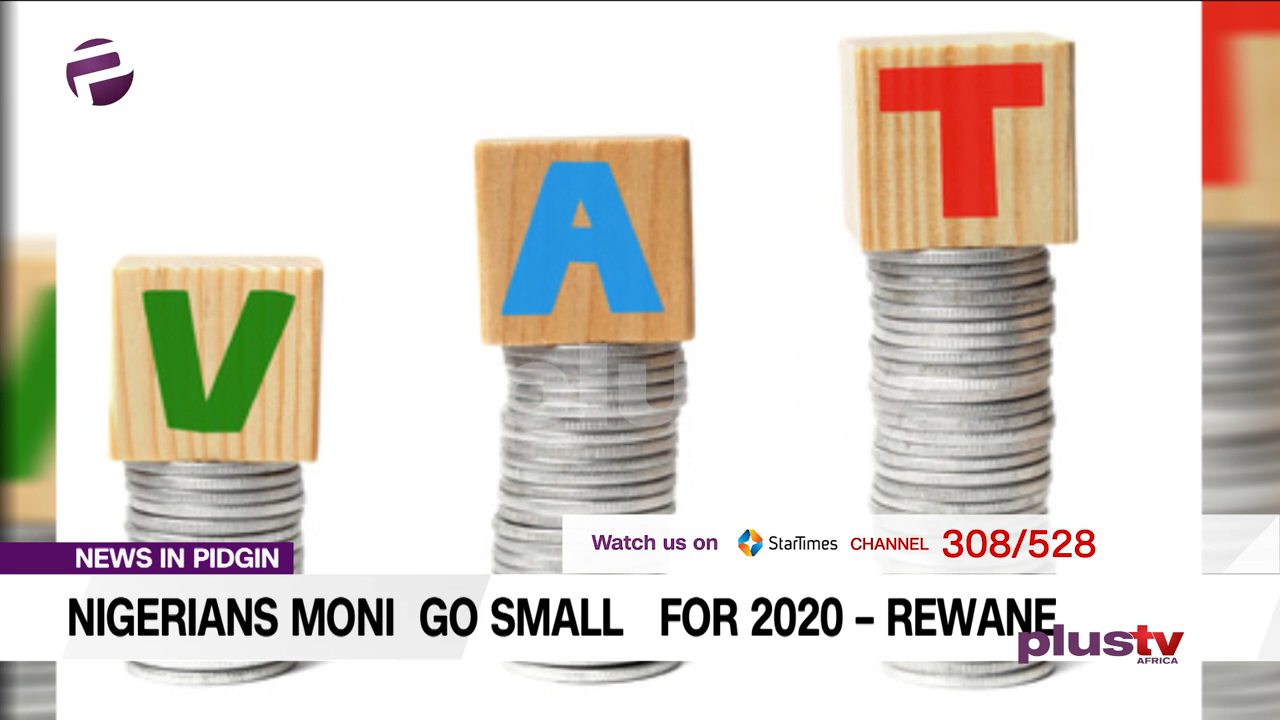 V
A
T
plu
Watch us on StarTimes CHANNEL 308/528
NEWS IN PIDGIN
NIGERIANS MONI GO SMALL FOR 2020 – REWANE
plustv
AFRICA